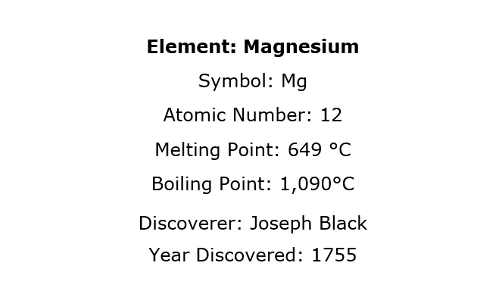 Element: Magnesium
Symbol: Mg
Atomic Number: 12
Melting Point: 649 °C
Boiling Point: 1,090°C
Discoverer: Joseph Black
Year Discovered: 1755